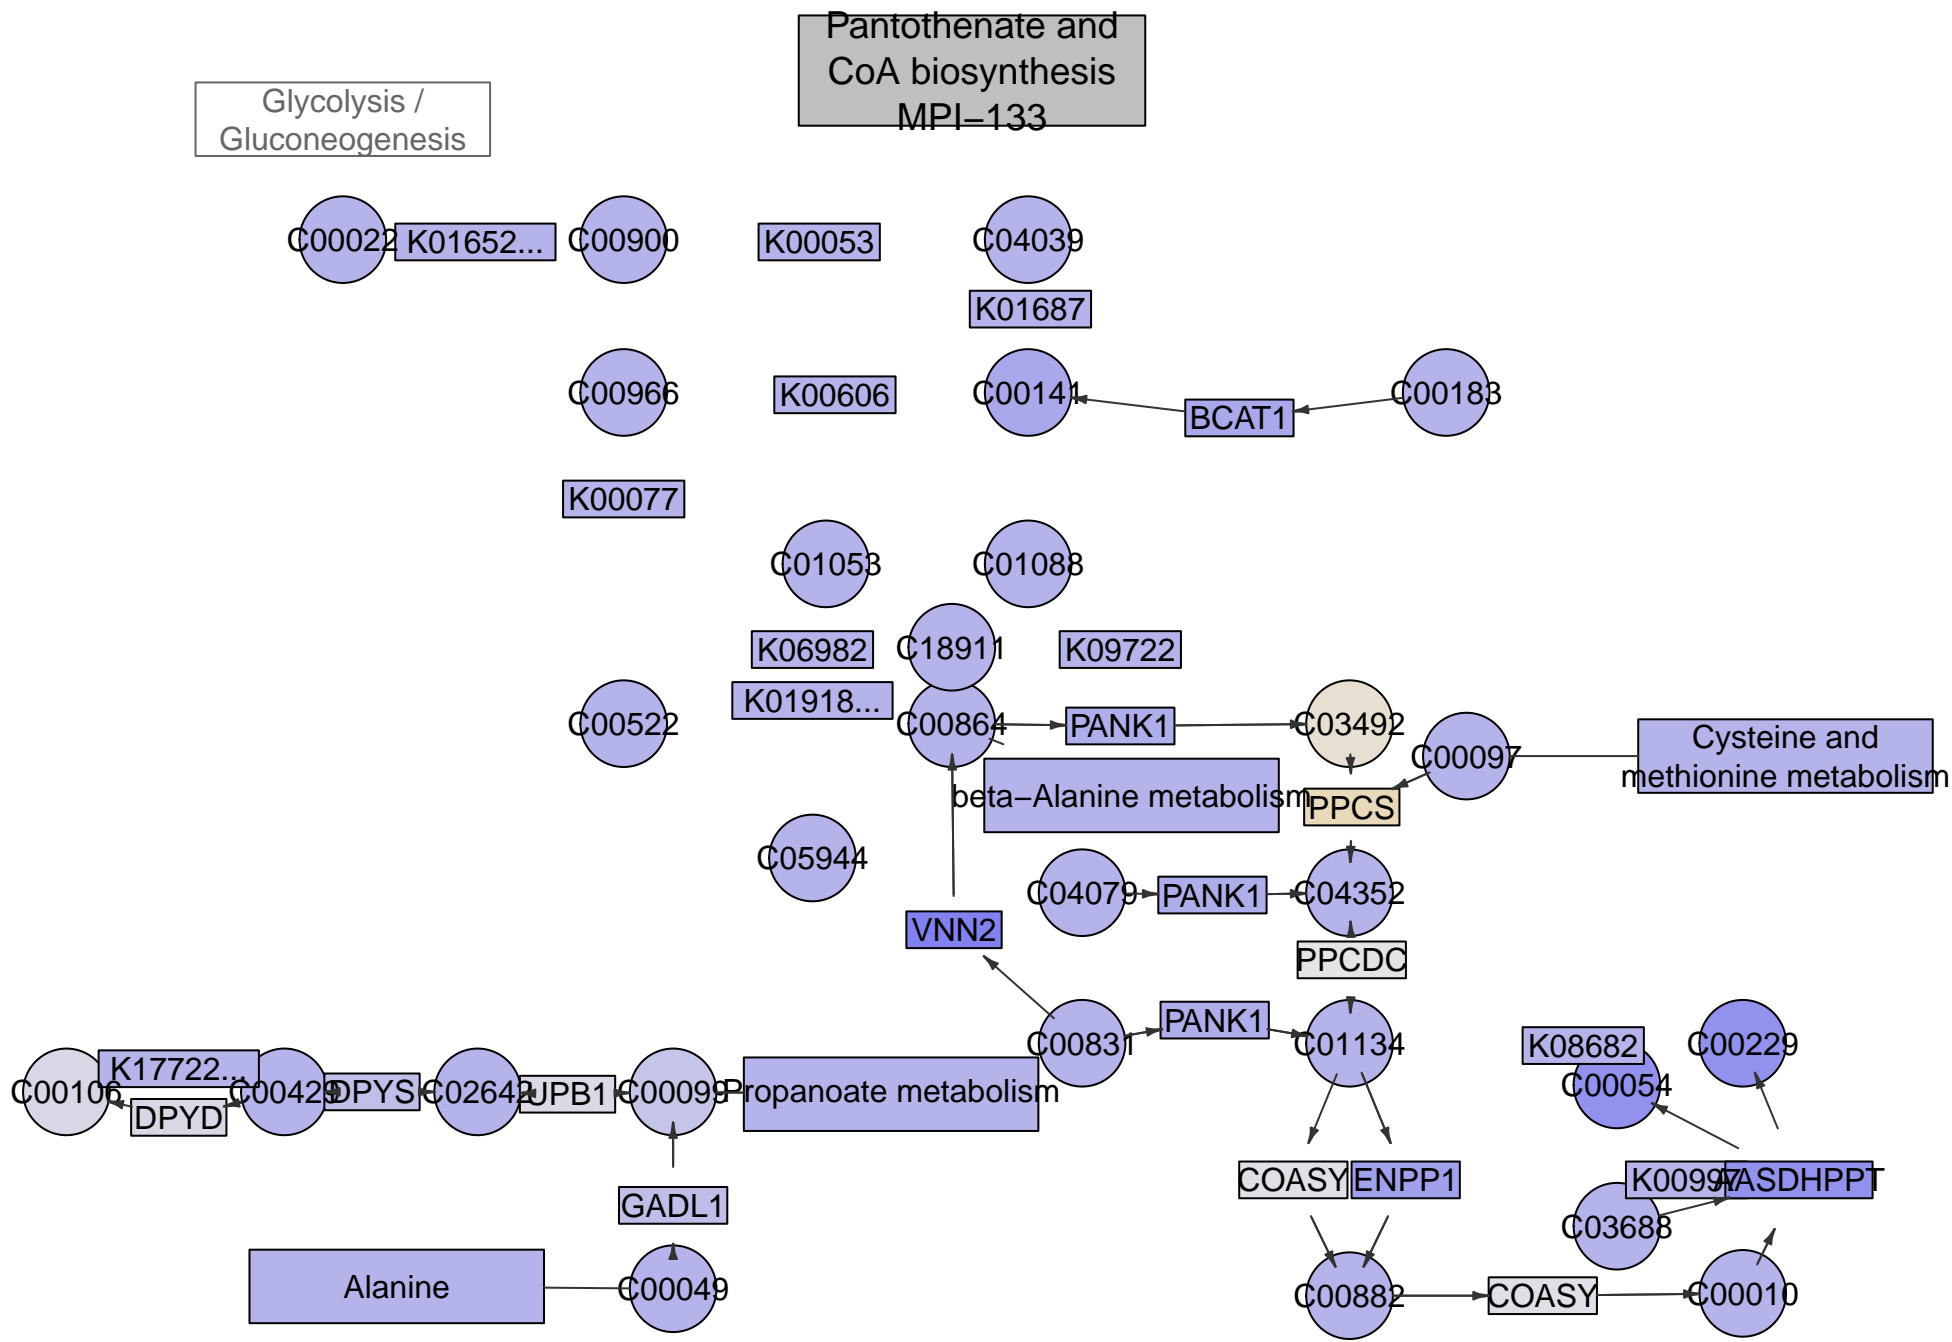 Pantothenate and
CoA biosynthesis
MPI−133
Glycolysis /
Gluconeogenesis
C00022
K01652...
C00900
K00053
C04039
K01687
C00966
K00606
C00141
BCAT1
C00183
K00077
C01053
C01088
K06982
C18911
K09722
K01918...
C00522
C00864
PANK1
C03492
C00097
Cysteine and
methionine metabolism
beta−Alanine metabolism
PPCS
C05944
C04079
PANK1
C04352
VNN2
PPCDC
C00831
PANK1
C01134
K08682
C00229
C00054
C00106
K17722...
DPYD
C00429
DPYS
C02642
UPB1
C00099
Propanoate metabolism
COASY
ENPP1
K00997
AASDHPPT
GADL1
C03688
Alanine
C00049
C00882
COASY
C00010